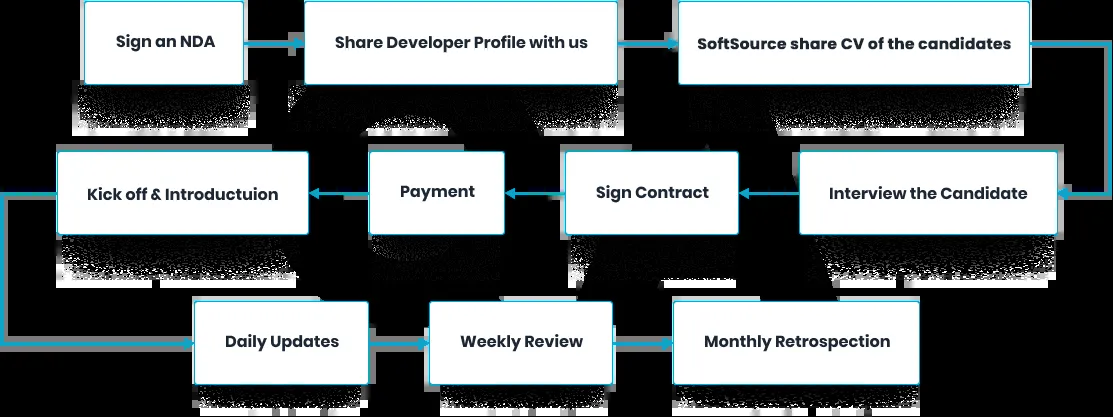 Sign an NDA
Share Developer Profile with us
SoftSource share CV of the candidates
Interview the Candidate
Sign Contract
Payment
Kick off & Introductuion
Daily Updates
Weekly Review
Monthly Retrospection